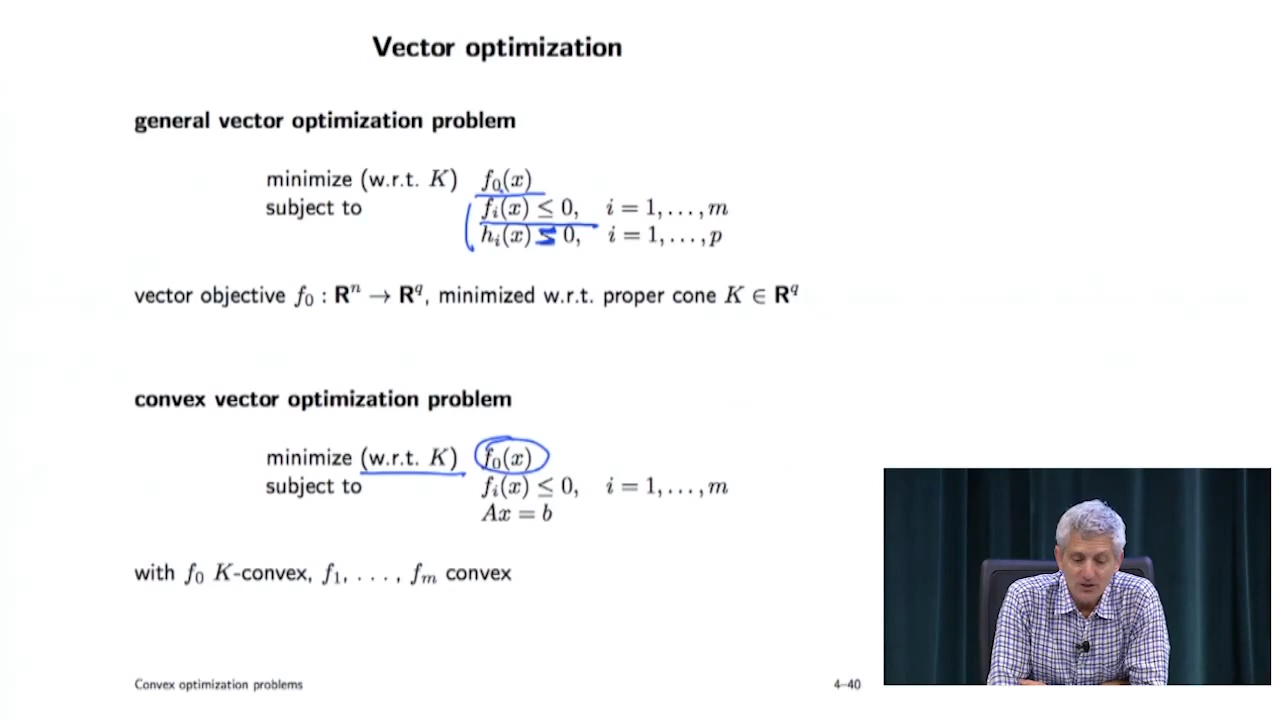 Vector optimization
general vector optimization problem
minimize (w.r.t. K) f₀(x)
subject to fᵢ(x) ≤ 0, i = 1, . . . , m
hᵢ(x) ≤ 0, i = 1, . . . , p
vector objective f₀ : Rⁿ → R^q, minimized w.r.t. proper cone K ∈ R^q
convex vector optimization problem
minimize (w.r.t. K) f₀(x)
subject to fᵢ(x) ≤ 0, i = 1, . . . , m
Ax = b
with f₀ K-convex, f₁, . . . , fₘ convex
Convex optimization problems 4–40